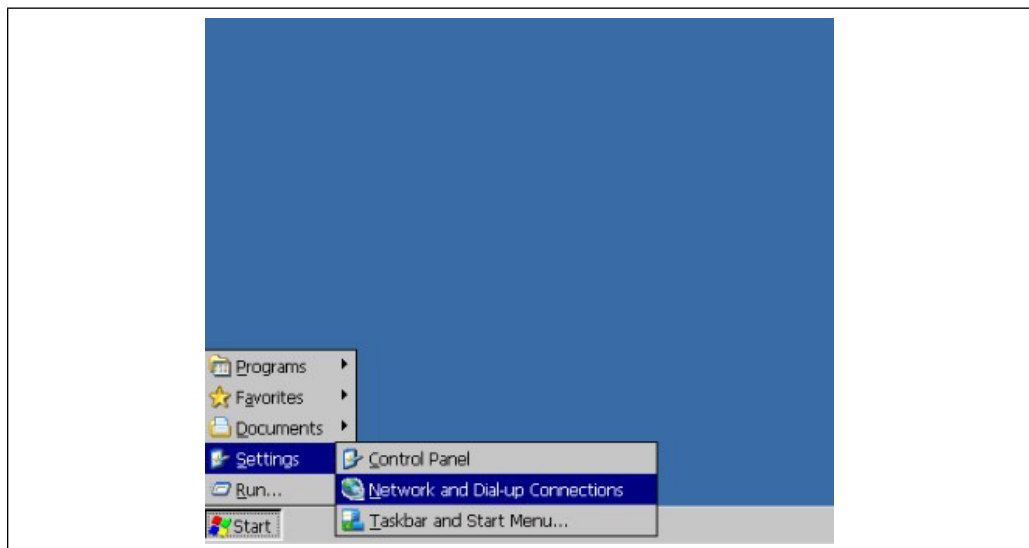 Programs
Favorites
Documents
Settings
Control Panel
Run...
Network and Dial-up Connections
Start
Taskbar and Start Menu...